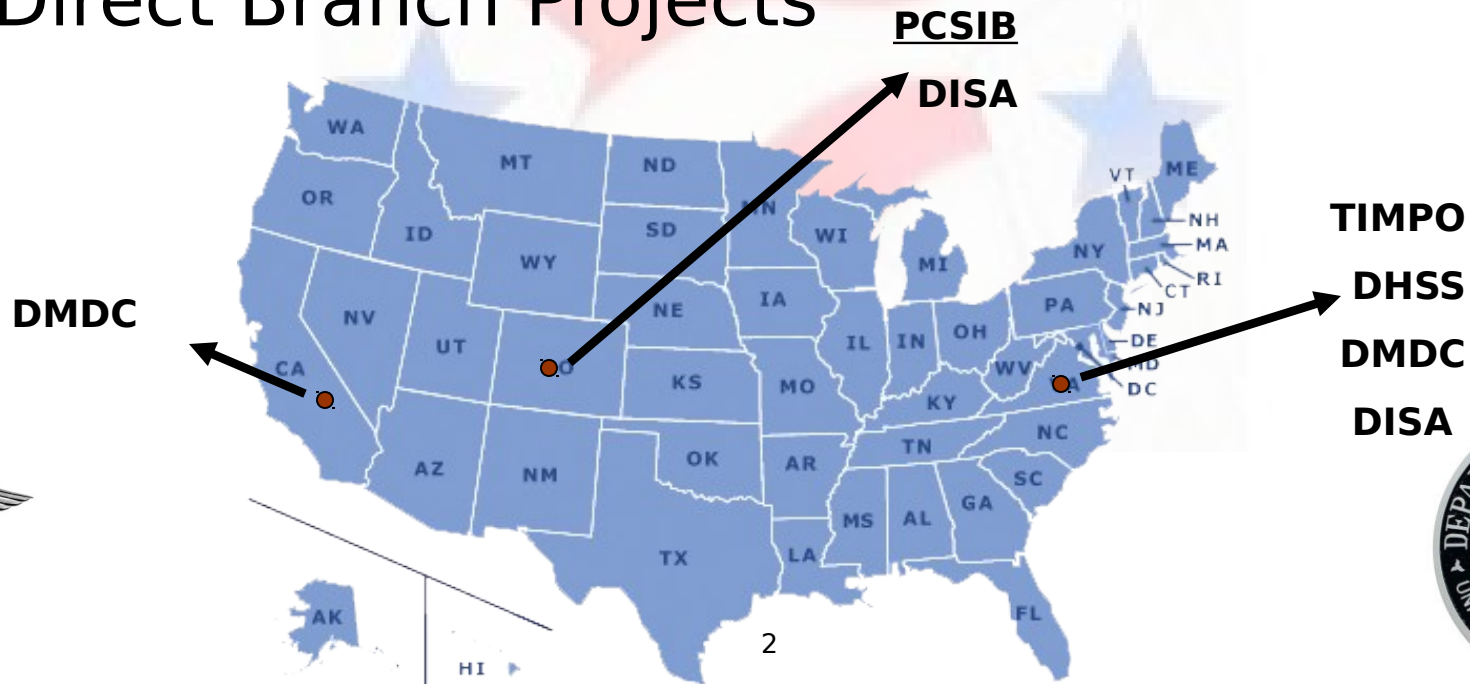 Direct Branch Projects
PCSIB
DISA
WA
MT
ND
MN
VT
ME
OR
ID
SD
WI
NH
TIMPO
WY
MI
NY
MA
RI
CT
DHSS
DMDC
NV
NE
IA
PA
NJ
UT
IL
IN
OH
DE
MD
DMDC
CA
CO
KS
MO
WV
VA
DC
KY
DISA
AZ
NM
OK
AR
TN
NC
SC
MS
AL
GA
TX
LA
AK
FL
2
HI